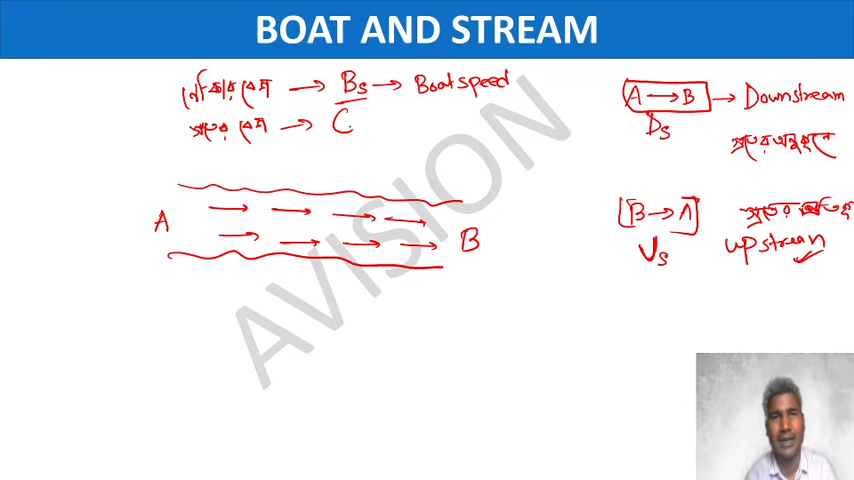 BOAT AND STREAM
নৌকার বেগ → Bs → Boat speed
স্রোতের বেগ → C
A → B → Downstream
Ds
স্রোতের অনুকূলে
A
B
B → A
স্রোতের
Us
upstream
AVISION